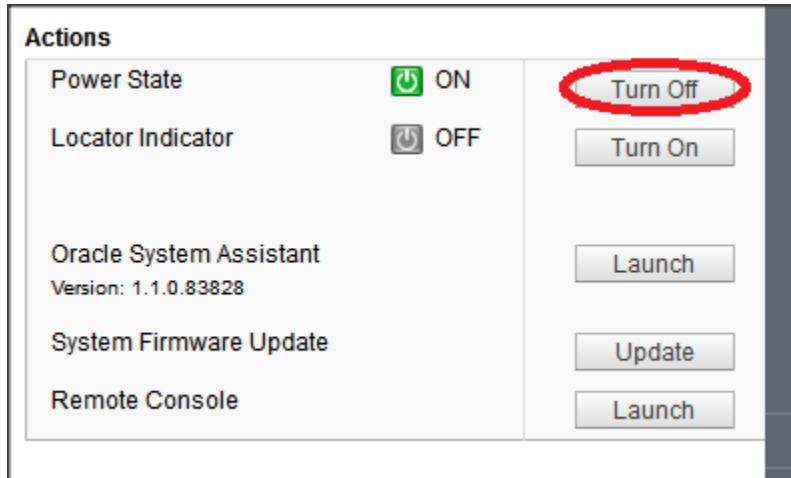 Actions
Power State ON Turn Off
Locator Indicator OFF Turn On
Oracle System Assistant Launch
Version: 1.1.0.83828
System Firmware Update Update
Remote Console Launch